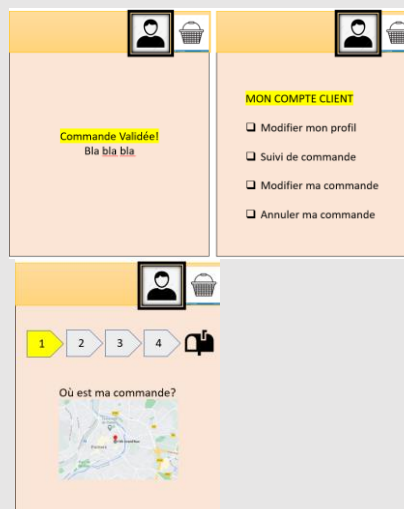 Commande Validée!
Bla bla bla
MON COMPTE CLIENT
Modifier mon profil
Suivi de commande
Modifier ma commande
Annuler ma commande
1 2 3 4
Où est ma commande?